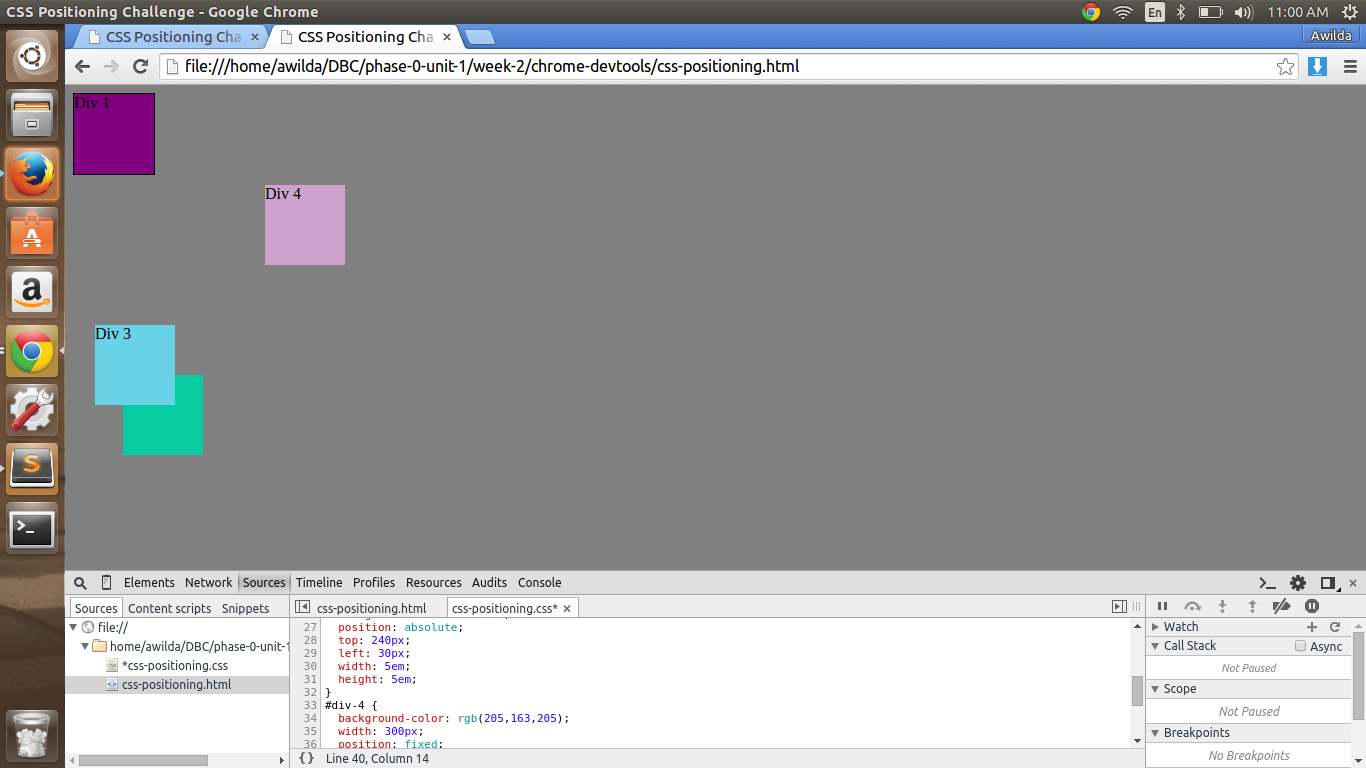 CSS Positioning Challenge - Google Chrome
En
11:00 AM
CSS Positioning Cha
CSS Positioning Cha
Awilda
file:///home/awilda/DBC/phase-0-unit-1/week-2/chrome-devtools/css-positioning.html
Div 1
Div 4
Div 3
Elements Network Sources Timeline Profiles Resources Audits Console
Sources Content scripts Snippets
css-positioning.html
css-positioning.css*
file://
home/awilda/DBC/phase-0-unit-1
*css-positioning.css
css-positioning.html
27 position: absolute;
28 top: 240px;
29 left: 30px;
30 width: 5em;
31 height: 5em;
32 }
33 #div-4 {
34 background-color: rgb(205,163,205);
35 width: 300px;
36 position: fixed;
{} Line 40, Column 14
Watch
Call Stack
Async
Not Paused
Scope
Not Paused
Breakpoints
No Breakpoints